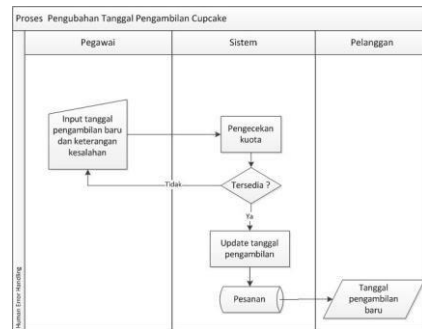 Proses Pengubahan Tanggal Pengambilan Cupcake
Pegawai
Sistem
Pelanggan
Human Error Handling
Input tanggal
pengambilan baru
dan keterangan
kesalahan
Pengecekan
kuota
Tersedia ?
Tidak
Ya
Update tanggal
pengambilan
Pesanan
Tanggal
pengambilan
baru